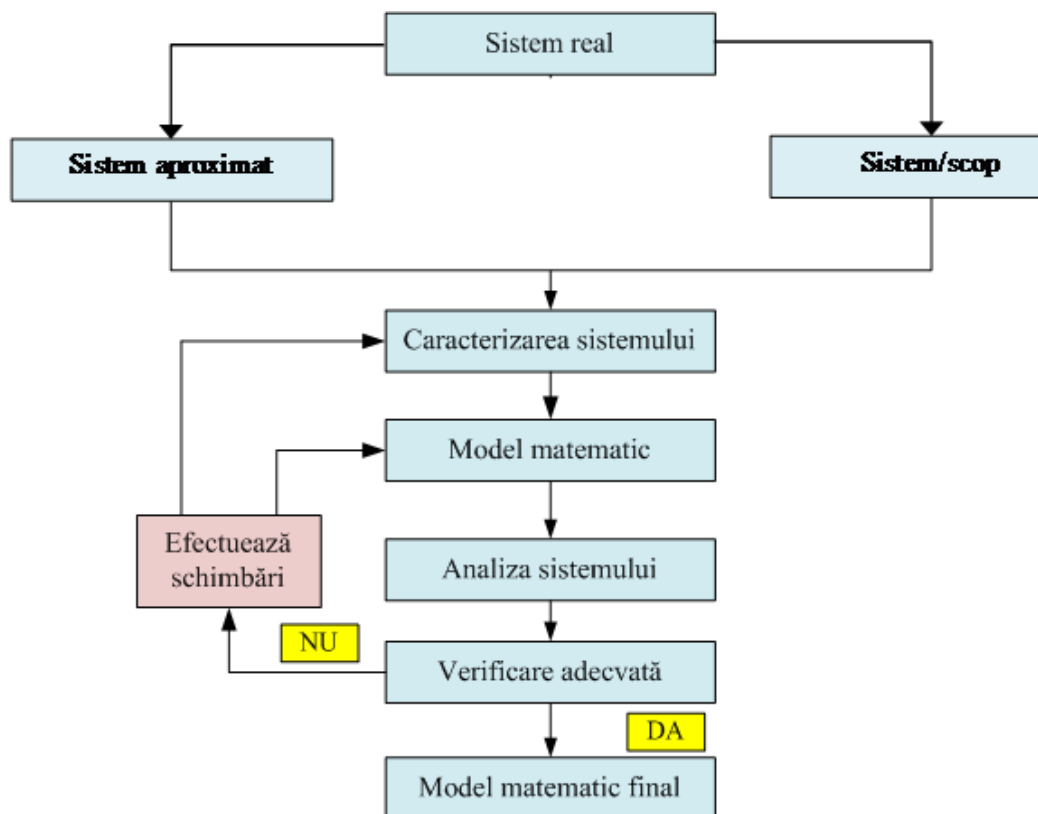 Sistem real
Sistem aproximat
Sistem/scop
Caracterizarea sistemului
Model matematic
Efectuează
schimbări
Analiza sistemului
NU
Verificare adecvată
DA
Model matematic final